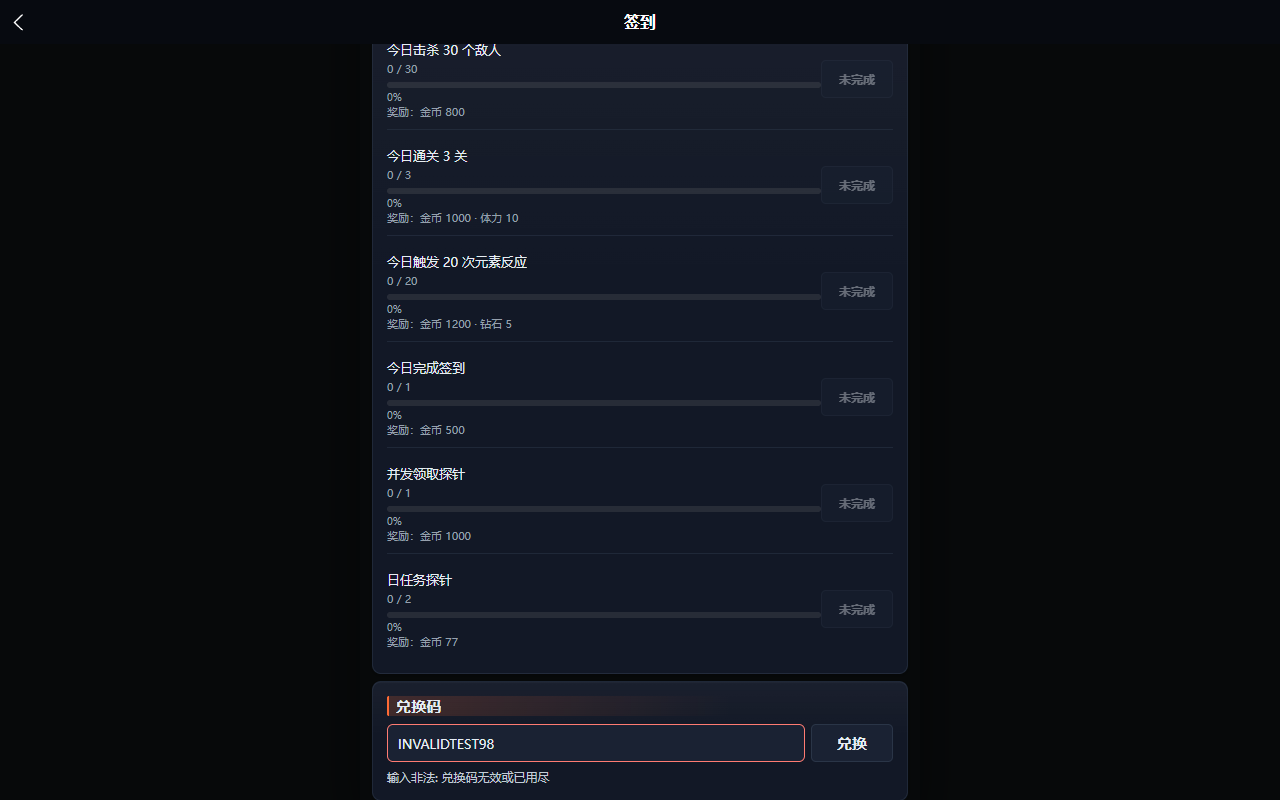 签到
今日击杀 30 个敌人
0 / 30
未完成
0%
奖励：金币 800
今日通关 3 关
0 / 3
未完成
0%
奖励：金币 1000 · 体力 10
今日触发 20 次元素反应
0 / 20
未完成
0%
奖励：金币 1200 · 钻石 5
今日完成签到
0 / 1
未完成
0%
奖励：金币 500
并发领取探针
0 / 1
未完成
0%
奖励：金币 1000
日任务探针
0 / 2
未完成
0%
奖励：金币 77
兑换码
INVALIDTEST98
兑换
输入非法: 兑换码无效或已用尽